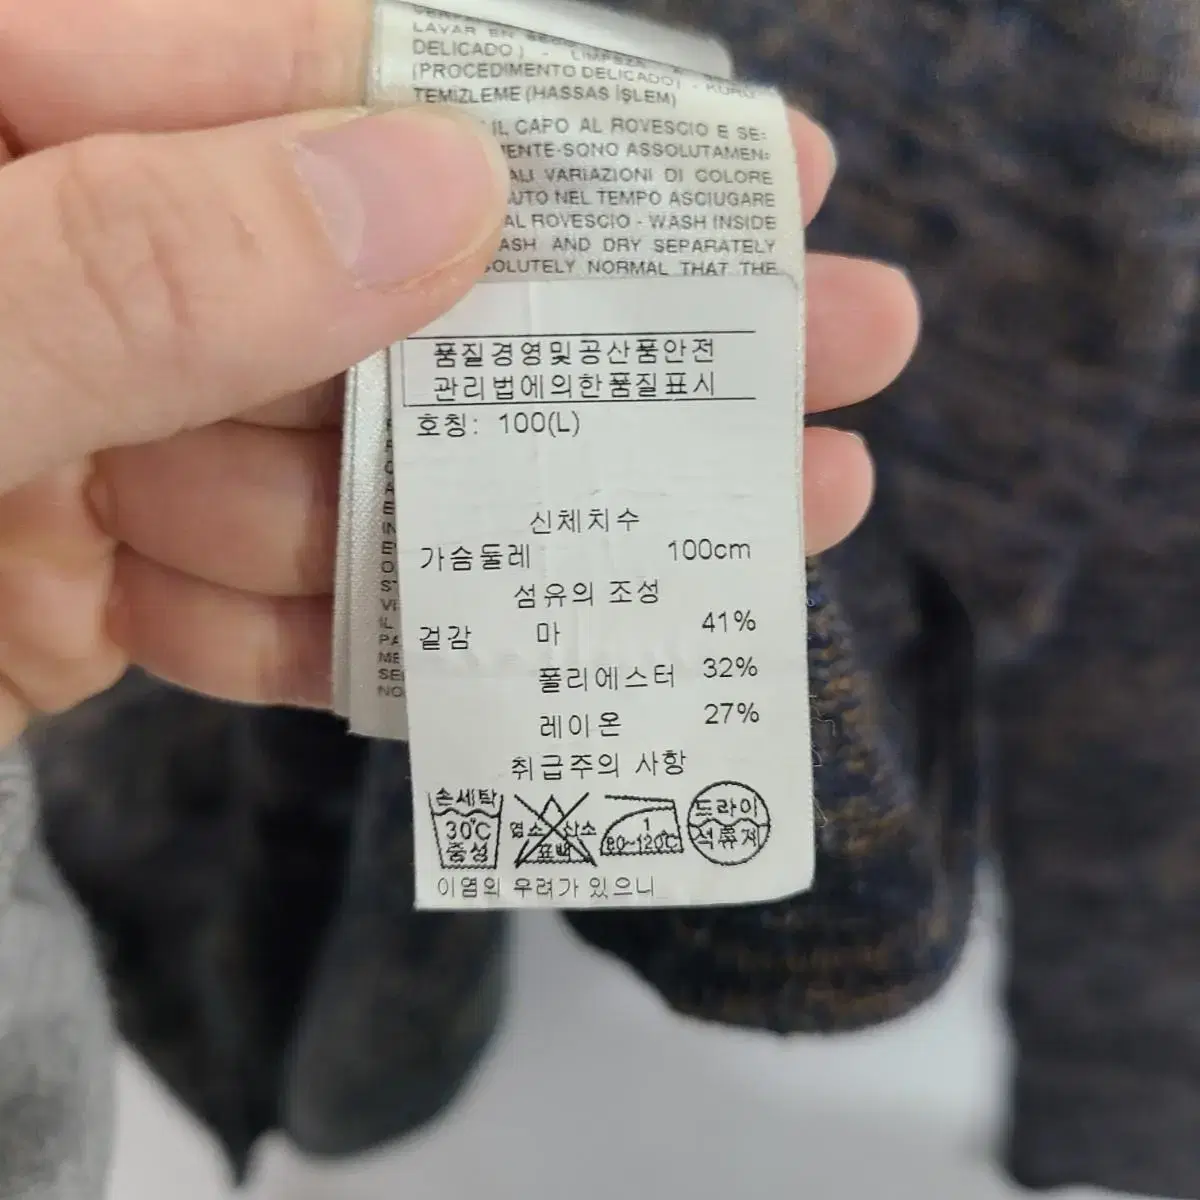 LAVAR EN SECO
DELICADO) - LIMPEZA A
(PROCEDIMENTO DELICADO) - KURU
TEMIZLEME (HASSAS İŞLEM)
IL CAPO AL ROVESCIO E SE-
MENTE-SONO ASSOLUTAMEN-
ALI VARIAZIONI DI COLORE
UTO NEL TEMPO ASCIUGARE
AL ROVESCIO - WASH INSIDE
ASH AND DRY SEPARATELY
SOLUTELY NORMAL THAT THE
품질경영및공산품안전
관리법에의한품질표시
호칭: 100(L)
신체치수
가슴둘레 100cm
섬유의 조성
겉감 마 41%
폴리에스터 32%
레이온 27%
취급주의 사항
손세탁 30℃ 중성
염소 산소 표백
1 80~120℃
드라이 석유계
이염의 우려가 있으니